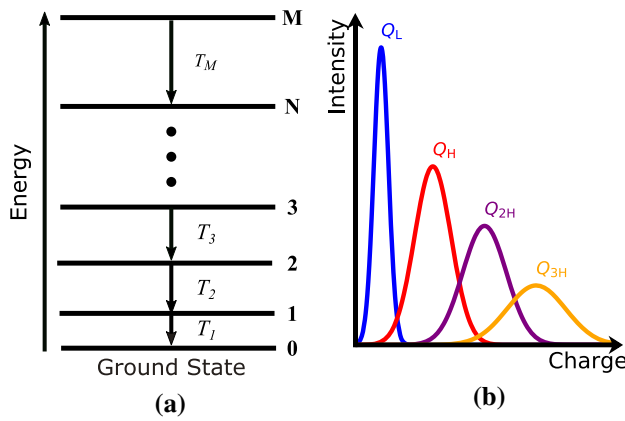 Energy
M
T_M
N
3
T_3
2
T_2
1
T_1
0
Ground State
(a)
Intensity
Q_L
Q_H
Q_2H
Q_3H
Charge
(b)